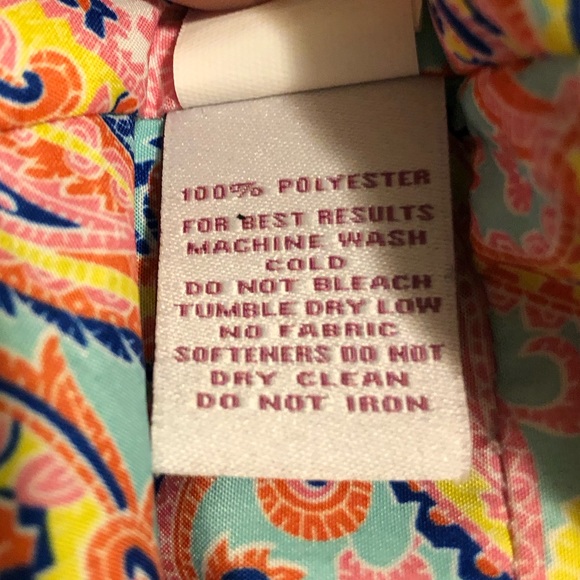 100% POLYESTER
FOR BEST RESULTS
MACHINE WASH
COLD
DO NOT BLEACH
TUMBLE DRY LOW
NO FABRIC
SOFTENERS DO NOT
DRY CLEAN
DO NOT IRON